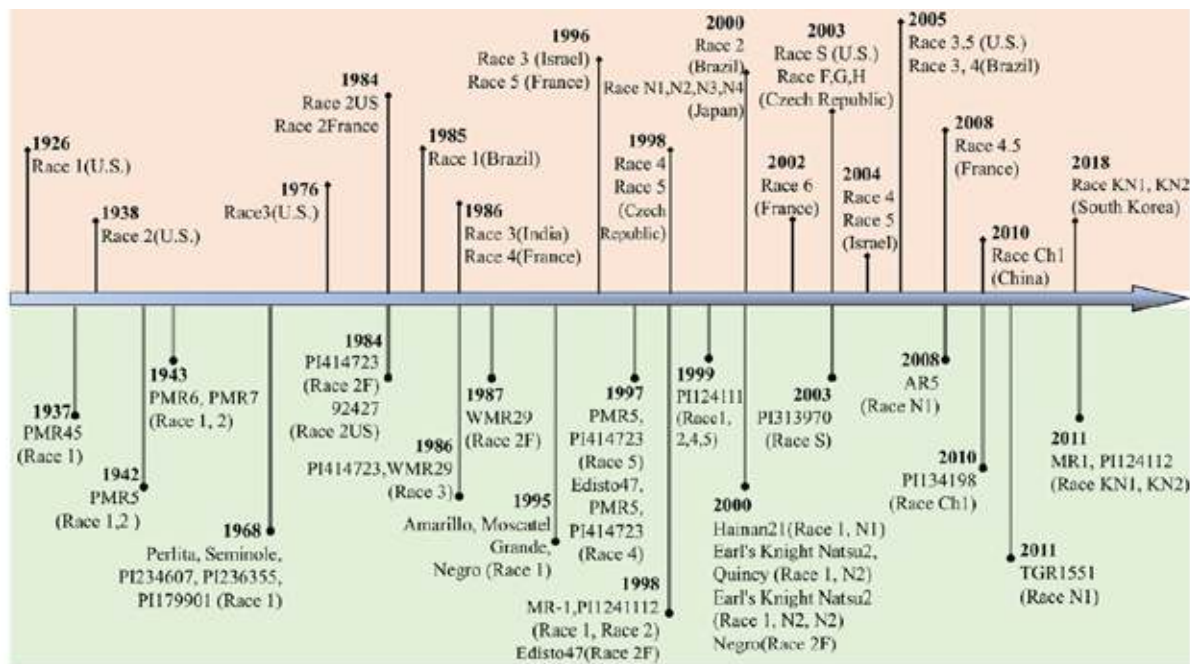 1926
Race 1(U.S.)
1938
Race 2(U.S.)
1976
Race3(U.S.)
1984
Race 2US
Race 2France
1985
Race 1(Brazil)
1986
Race 3(India)
Race 4(France)
1996
Race 3 (Israel)
Race 5 (France)
1998
Race 4
Race 5
(Czech
Republic)
2000
Race 2
(Brazil)
Race N1,N2,N3,N4
(Japan)
2002
Race 6
(France)
2003
Race S (U.S.)
Race F,G,H
(Czech Republic)
2004
Race 4
Race 5
(Israel)
2005
Race 3.5 (U.S.)
Race 3, 4(Brazil)
2008
Race 4.5
(France)
2010
Race Ch1
(China)
2018
Race KN1, KN2
(South Korea)
1937
PMR45
(Race 1)
1942
PMR5
(Race 1,2 )
1943
PMR6, PMR7
(Race 1, 2)
1968
Perlita, Seminole,
PI234607, PI236355,
PI179901 (Race 1)
1984
PI414723
(Race 2F)
92427
(Race 2US)
1986
PI414723,WMR29
(Race 3)
1987
WMR29
(Race 2F)
1995
Amarillo, Moscatel
Grande,
Negro (Race 1)
1997
PMR5,
PI414723
(Race 5)
Edisto47,
PMR5,
PI414723
(Race 4)
1998
MR-1,PI1241112
(Race 1, Race 2)
Edisto47(Race 2F)
1999
PI124111
(Race1,
2,4,5)
2000
Hainan21(Race 1, N1)
Earl's Knight Natsu2,
Quincy (Race 1, N2)
Earl's Knight Natsu2
(Race 1, N2, N2)
Negro(Race 2F)
2003
PI313970
(Race S)
2008
AR5
(Race N1)
2010
PI134198
(Race Ch1)
2011
TGR1551
(Race N1)
2011
MR1, PI124112
(Race KN1, KN2)